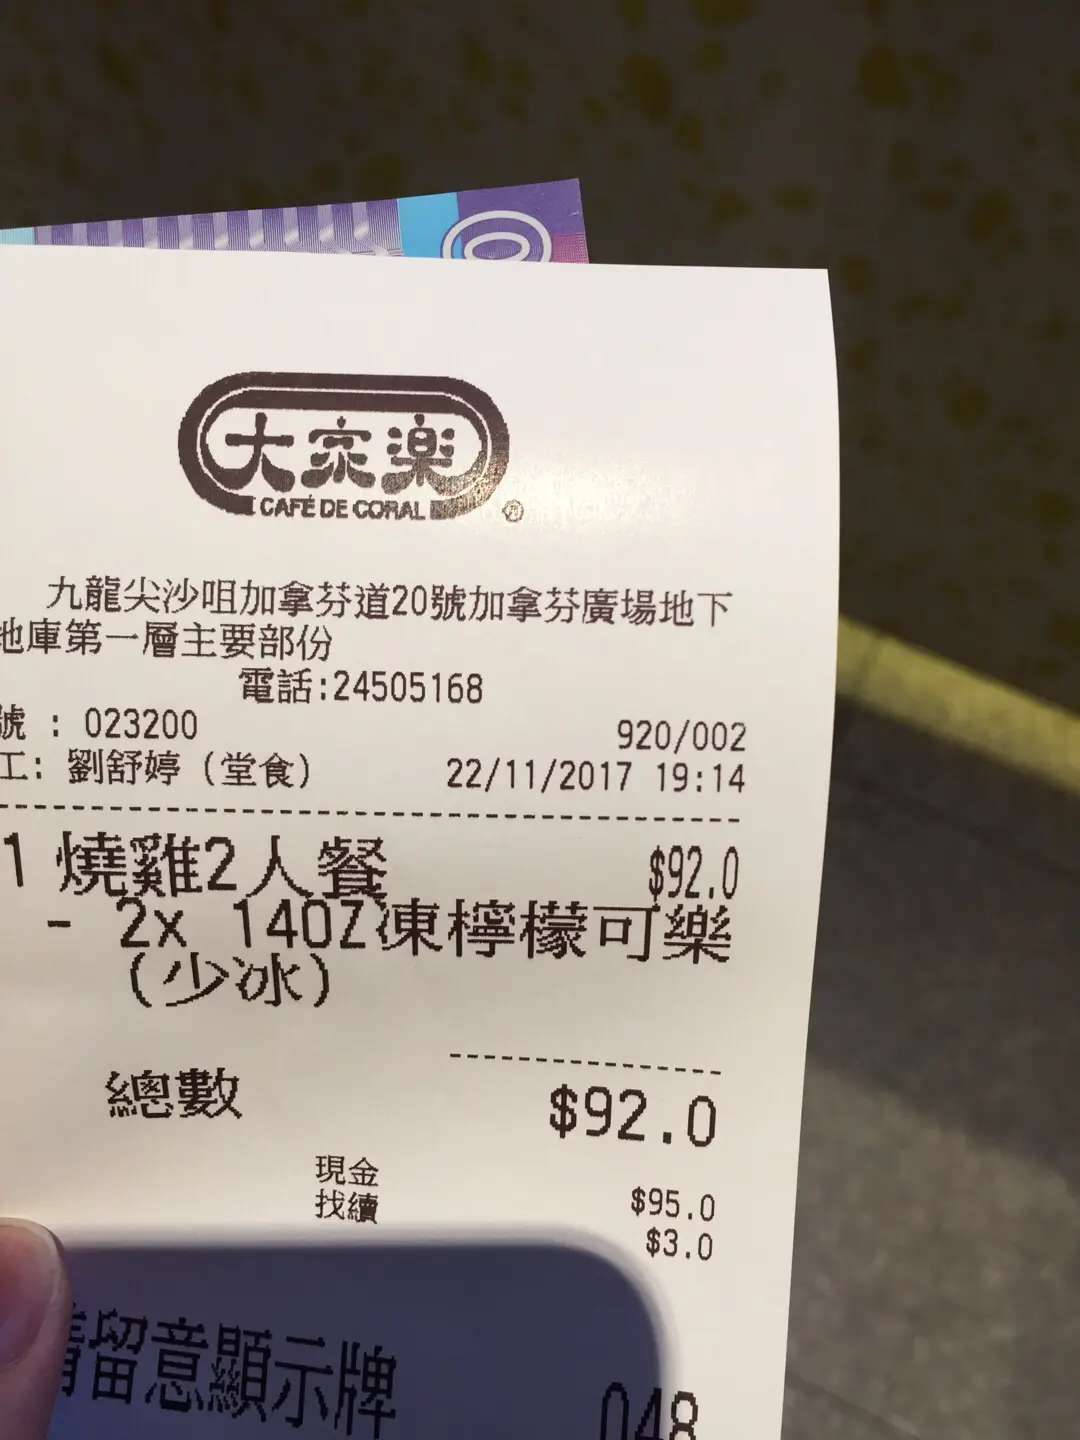 大家樂
CAFÉ DE CORAL
®
九龍尖沙咀加拿芬道20號加拿芬廣場地下
地庫第一層主要部份
電話:24505168
號 : 023200 920/002
工: 劉舒婷 (堂食) 22/11/2017 19:14
1 燒雞2人餐 $92.0
- 2x 14OZ凍檸檬可樂
(少冰)
總數 $92.0
現金 $95.0
找續 $3.0
請留意顯示牌 048